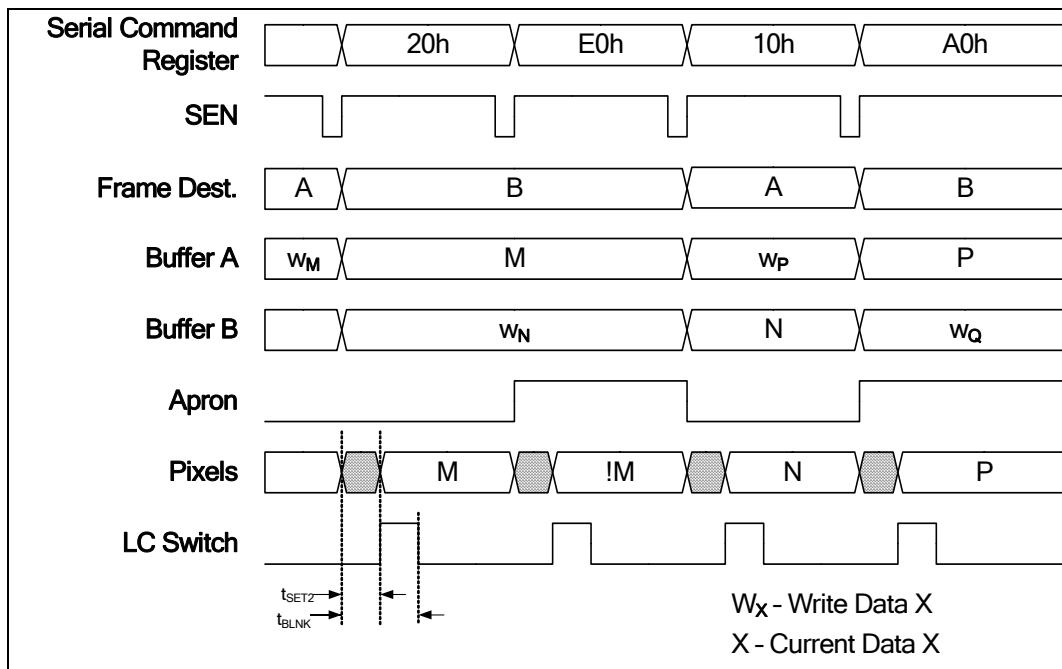 Serial Command
Register
20h E0h 10h A0h
SEN
Frame Dest. A B A B
Buffer A wM M wP P
Buffer B wN N wQ
Apron
Pixels M !M N P
LC Switch
tSET2
tBLNK
WX - Write Data X
X - Current Data X